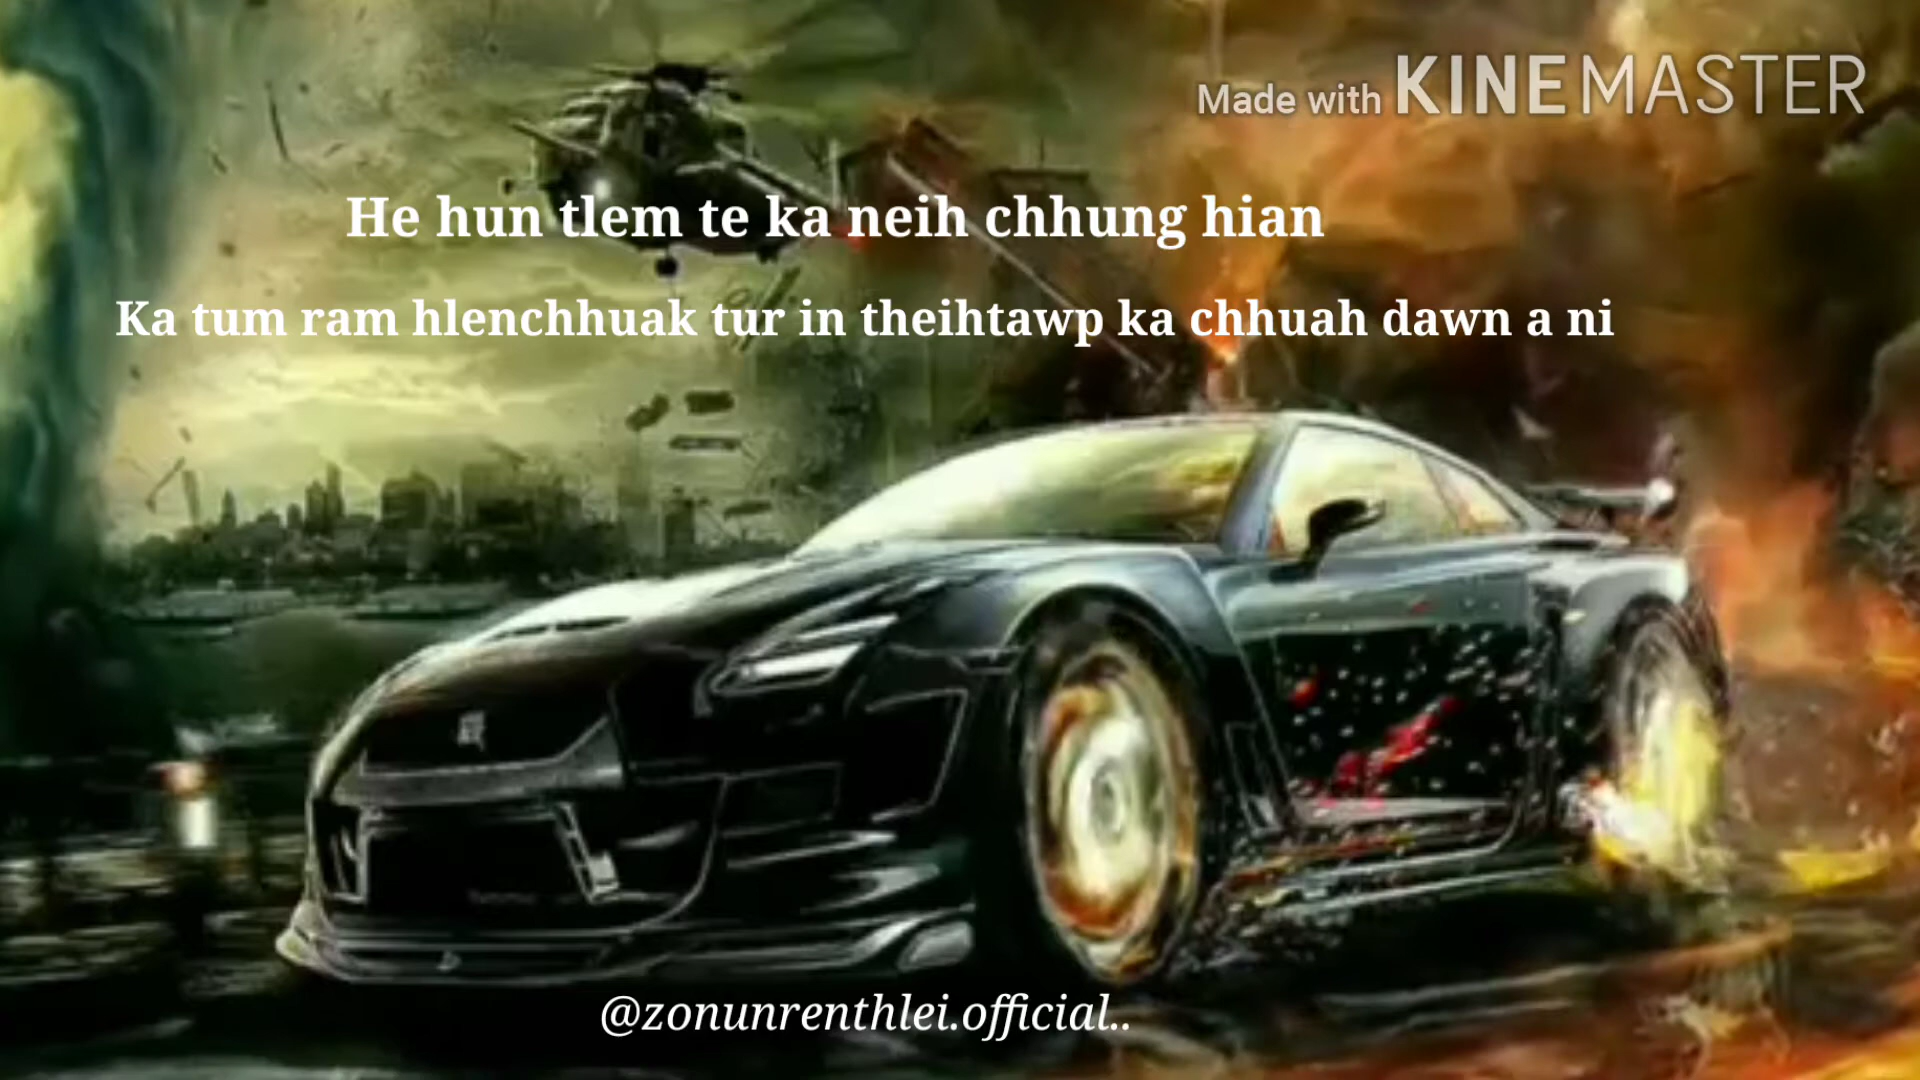 Made with KINEMASTER
He hun tlem te ka neih chhung hian
Ka tum ram hlenchhuak tur in theihtawp ka chhuah dawn a ni
@zonunrenthlei.official..